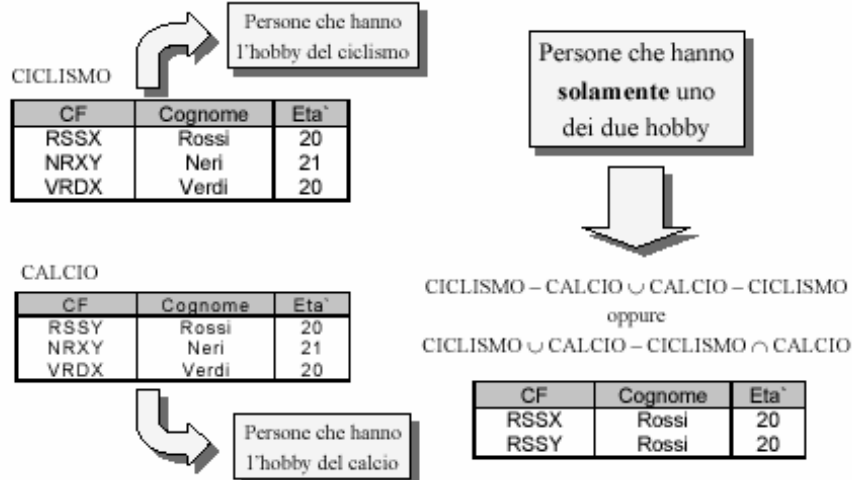 Persone che hanno
l'hobby del ciclismo
CICLISMO
CF Cognome Eta`
RSSX Rossi 20
NRXY Neri 21
VRDX Verdi 20
CALCIO
CF Cognome Eta`
RSSY Rossi 20
NRXY Neri 21
VRDX Verdi 20
Persone che hanno
l'hobby del calcio
Persone che hanno
solamente uno
dei due hobby
CICLISMO – CALCIO ∪ CALCIO – CICLISMO
oppure
CICLISMO ∪ CALCIO – CICLISMO ∩ CALCIO
CF Cognome Eta`
RSSX Rossi 20
RSSY Rossi 20